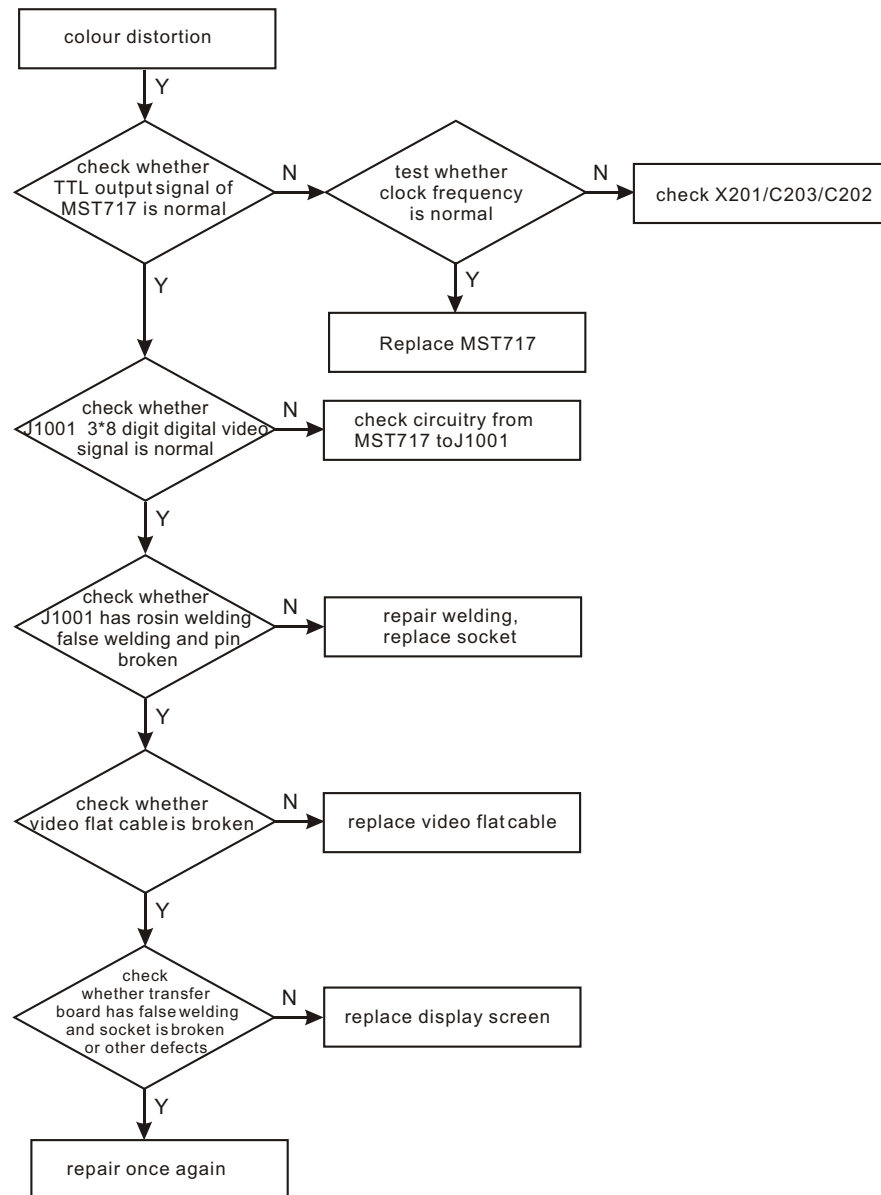 colour distortion
Y
check whether
TTL output signal of
MST717 is normal
N
test whether
clock frequency
is normal
N
check X201/C203/C202
Y
Replace MST717
Y
check whether
J1001 3*8 digit digital video
signal is normal
N
check circuitry from
MST717 toJ1001
Y
check whether
J1001 has rosin welding
false welding and pin
broken
N
repair welding,
replace socket
Y
check whether
video flat cable is broken
N
replace video flat cable
Y
check
whether transfer
board has false welding
and socket is broken
or other defects
N
replace display screen
Y
repair once again